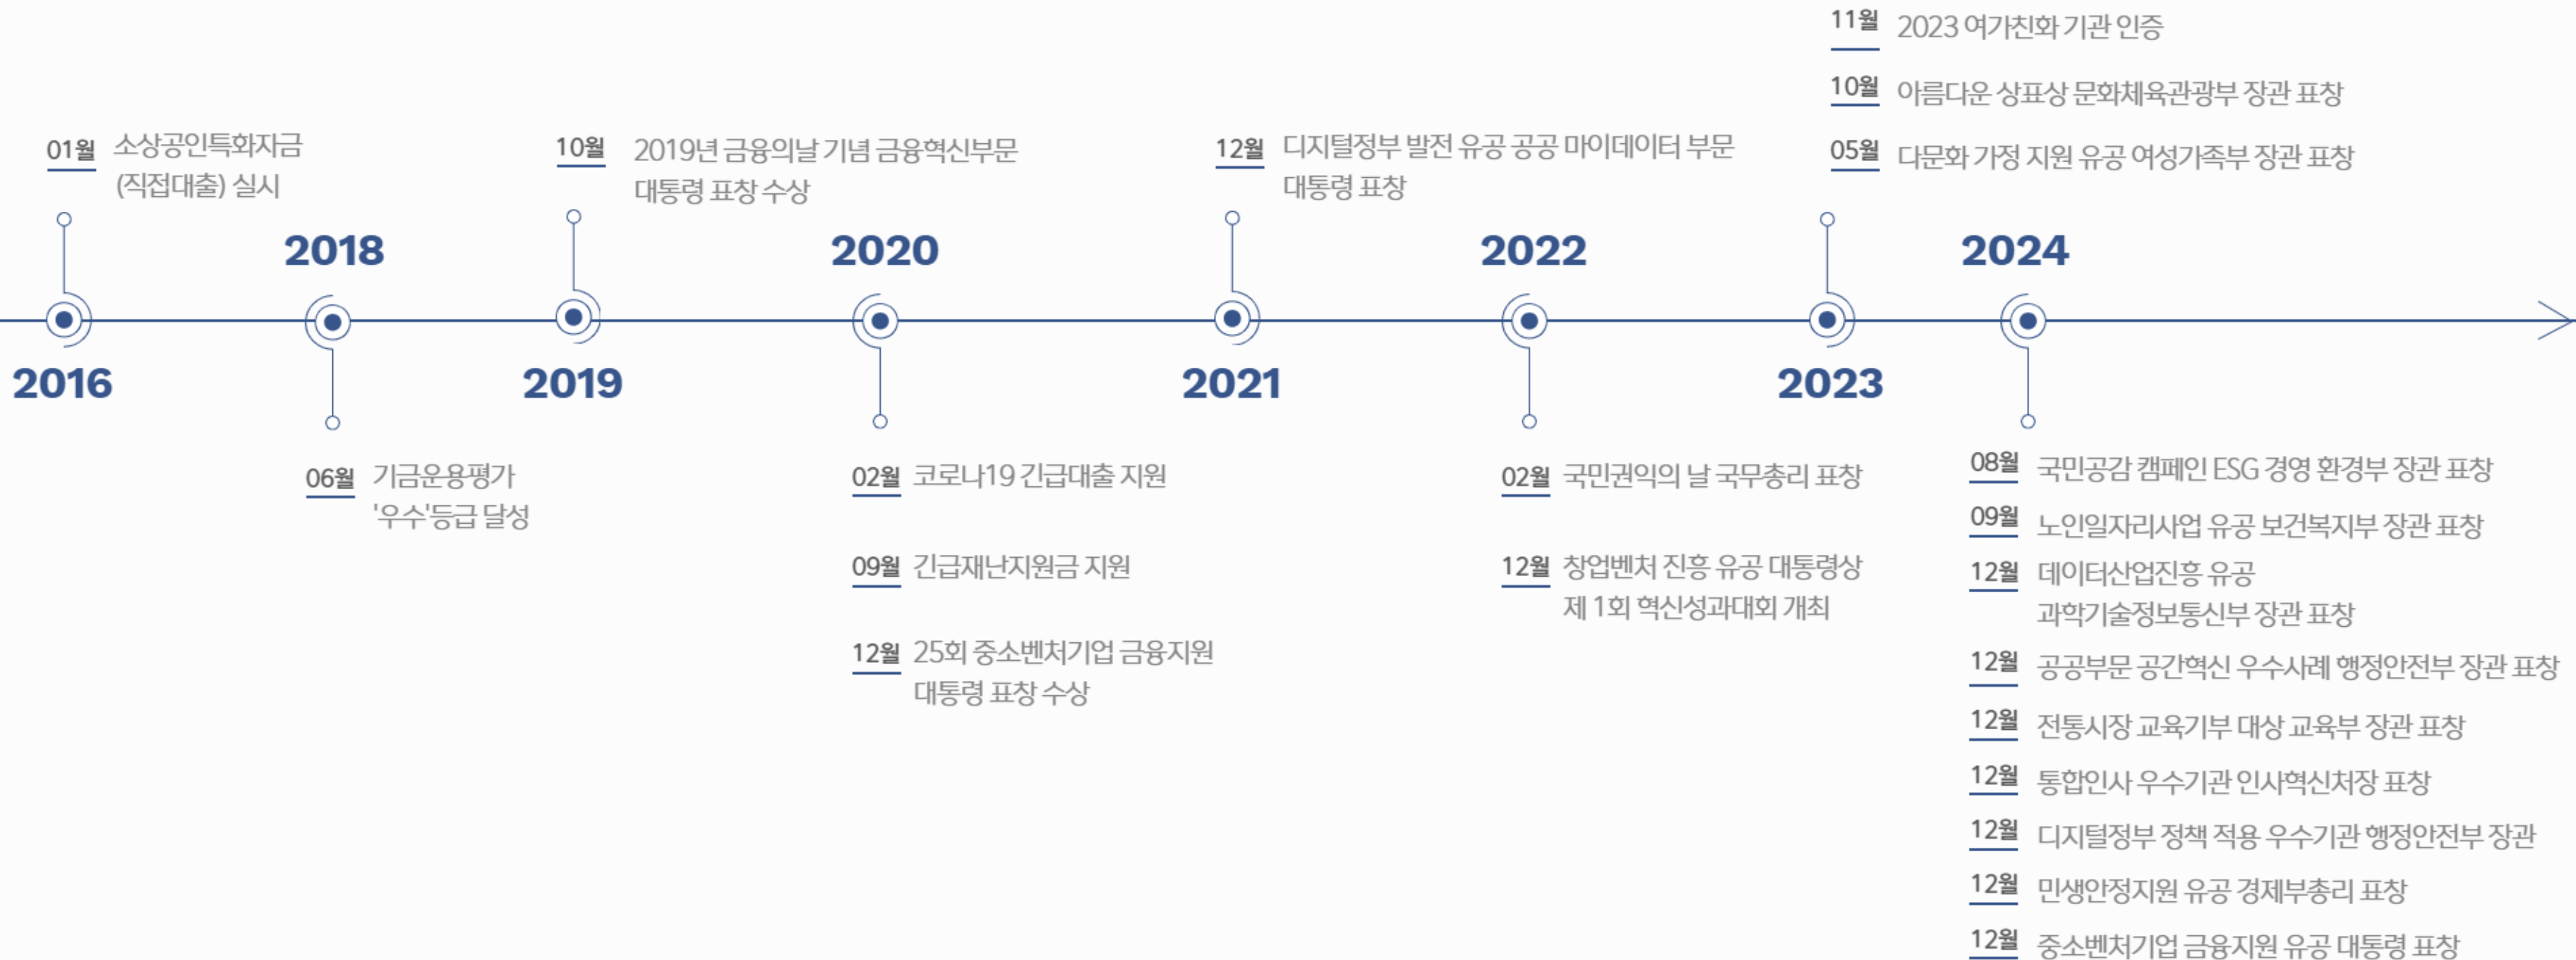 2016
01월 소상공인특화자금
(직접대출) 실시
2018
06월 기금운용평가
'우수'등급 달성
2019
10월 2019년 금융의날 기념 금융혁신부문
대통령 표창 수상
2020
02월 코로나19 긴급대출 지원
09월 긴급재난지원금 지원
12월 25회 중소벤처기업 금융지원
대통령 표창 수상
2021
12월 디지털정부 발전 유공 공공 마이데이터 부문
대통령 표창
2022
02월 국민권익의 날 국무총리 표창
12월 창업벤처 진흥 유공 대통령상
제 1회 혁신성과대회 개최
2023
11월 2023 여가친화 기관 인증
10월 아름다운 상표상 문화체육관광부 장관 표창
05월 다문화 가정 지원 유공 여성가족부 장관 표창
2024
08월 국민공감 캠페인 ESG 경영 환경부 장관 표창
09월 노인일자리사업 유공 보건복지부 장관 표창
12월 데이터산업진흥 유공
과학기술정보통신부 장관 표창
12월 공공부문 공간혁신 우수사례 행정안전부 장관 표창
12월 전통시장 교육기부 대상 교육부 장관 표창
12월 통합인사 우수기관 인사혁신처장 표창
12월 디지털정부 정책 적용 우수기관 행정안전부 장관
12월 민생안정지원 유공 경제부총리 표창
12월 중소벤처기업 금융지원 유공 대통령 표창